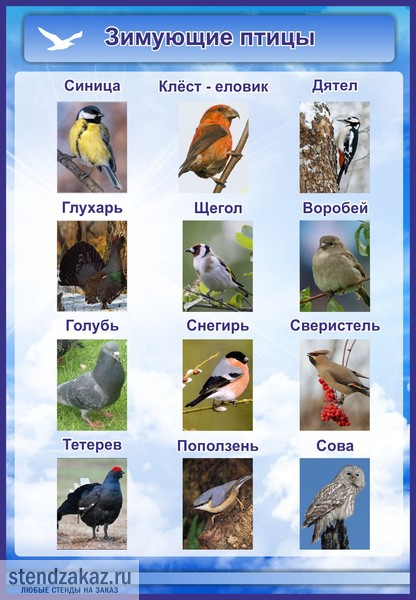 Зимующие птицы
Синица Клёст - еловик Дятел
Глухарь Щегол Воробей
Голубь Снегирь Сверистель
Тетерев Поползень Сова
stendzakaz.ru
ЛЮБЫЕ СТЕНДЫ НА ЗАКАЗ